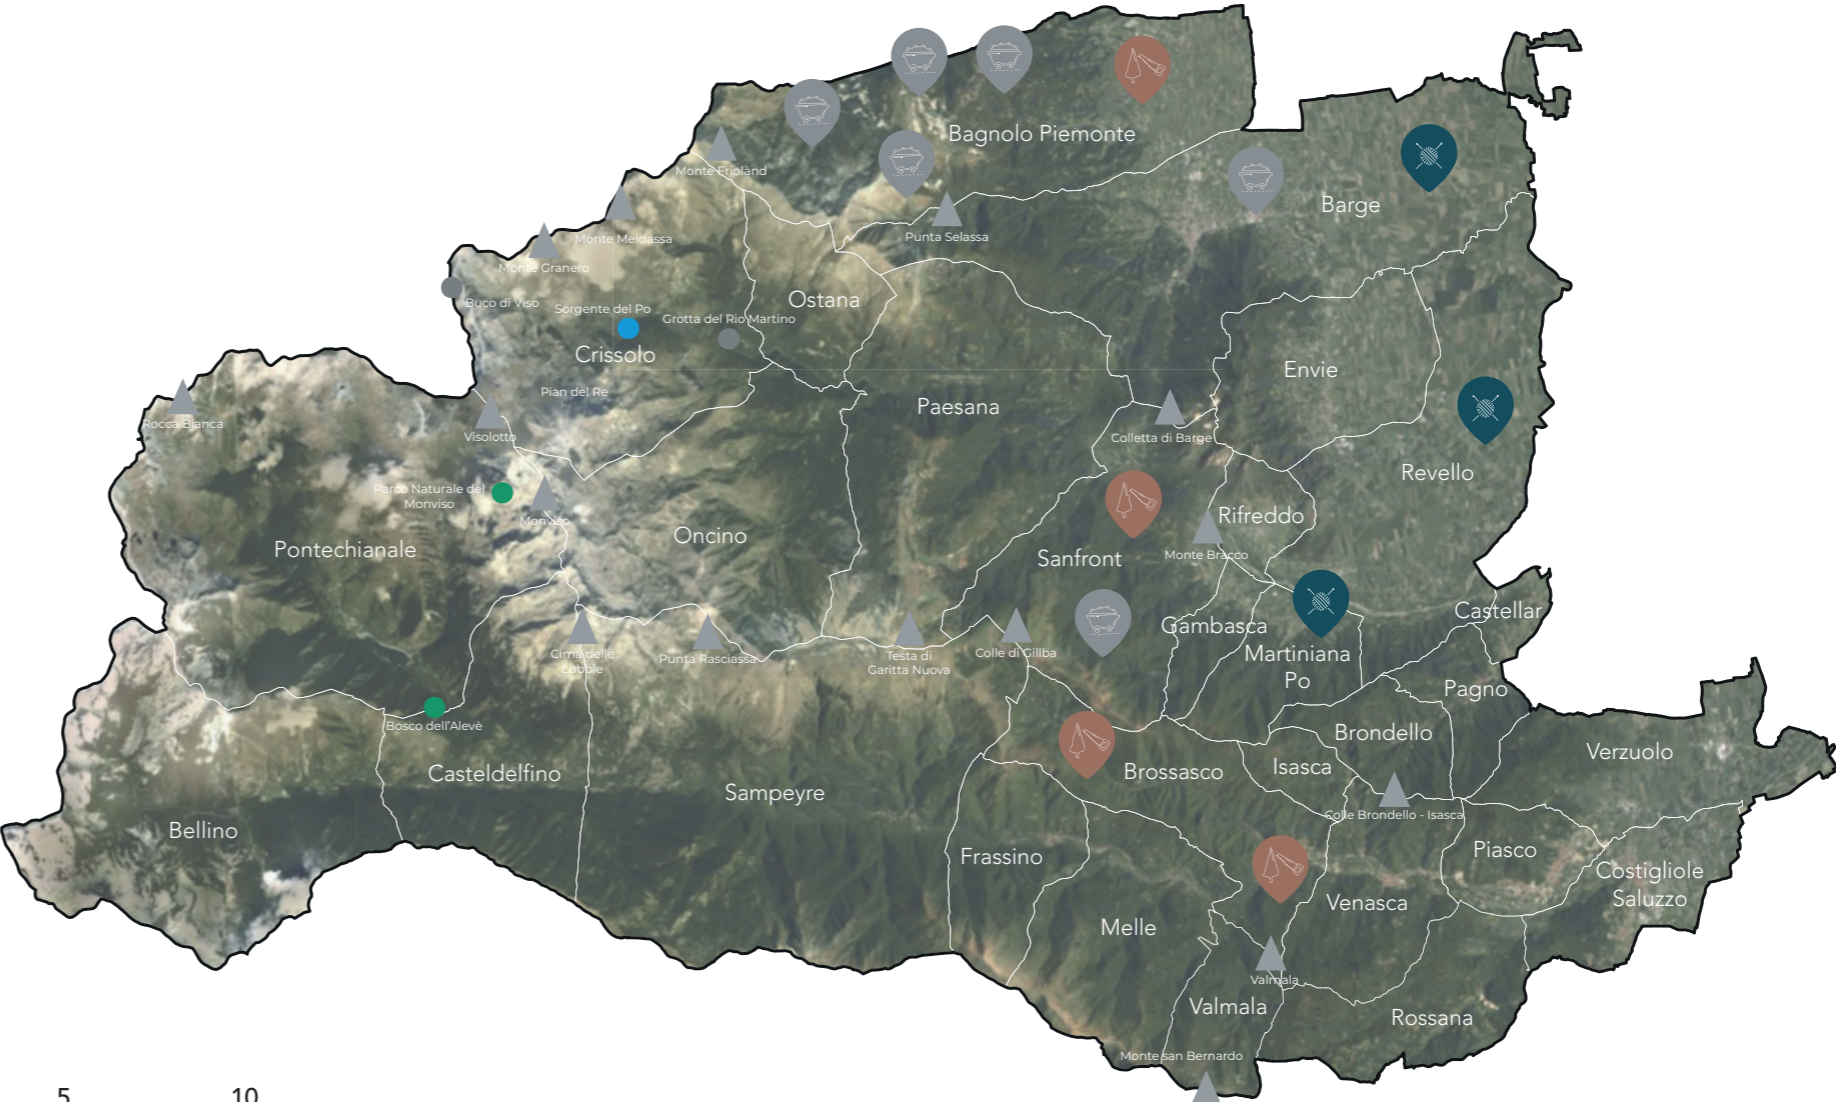 Bagnolo Piemonte
Monte Frioland
Barge
Punta Selassa
Monte Meidassa
Monte Granero
Buco di Viso
Sorgente del Po
Ostana
Grotta del Rio Martino
Crissolo
Envie
Pian del Re
Paesana
Rocca Bianca
Visolotto
Colletta di Barge
Revello
Parco Naturale del
Monviso
Monviso
Rifreddo
Oncino
Pontechianale
Sanfront
Monte Bracco
Castellar
Gambasca
Cima delle
Lobbie
Punta Rasciassa
Testa di
Garitta Nuova
Colle di Gillba
Martiniana
Po
Pagno
Bosco dell'Alevè
Brondello
Verzuolo
Casteldelfino
Brossasco
Isasca
Sampeyre
Colle Brondello - Isasca
Bellino
Piasco
Frassino
Costigliole
Saluzzo
Venasca
Melle
Valmala
Valmala
Rossana
Monte san Bernardo
5 10